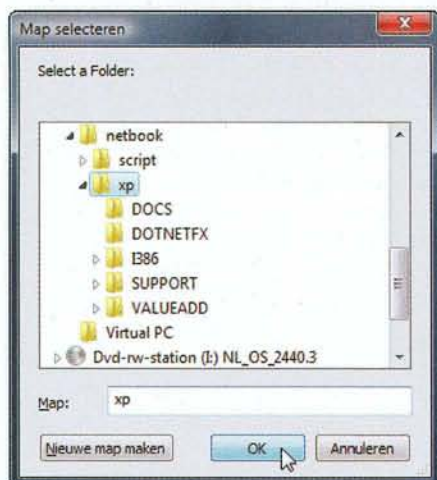 Map selecteren
Select a Folder:
netbook
script
xp
DOCS
DOTNETFX
I386
SUPPORT
VALUEADD
Virtual PC
Dvd-rw-station (I:) NL_OS_2440.3
Map: xp
Nieuwe map maken OK Annuleren